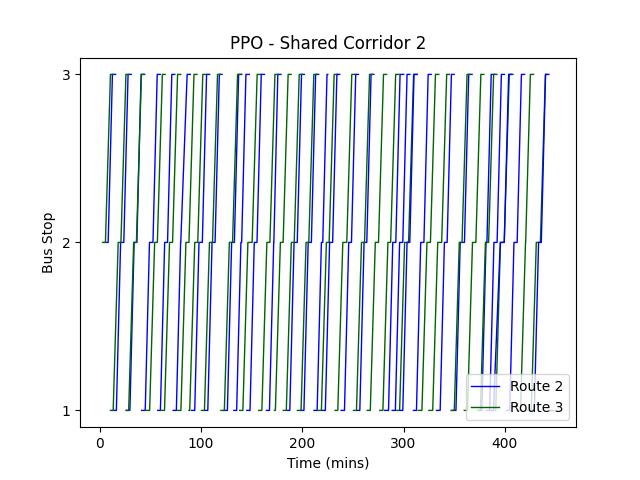 PPO - Shared Corridor 2
3
2
1
Bus Stop
0 100 200 300 400
Time (mins)
Route 2
Route 3